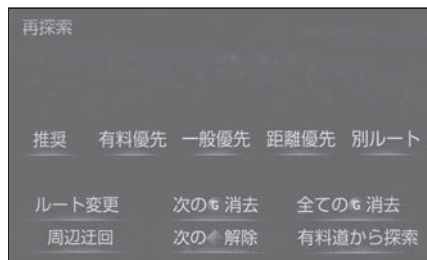 再探索
推奨 有料優先 一般優先 距離優先 別ルート
ルート変更 次の G 消去 全ての G 消去
周辺迂回 次の 解除 有料道から探索